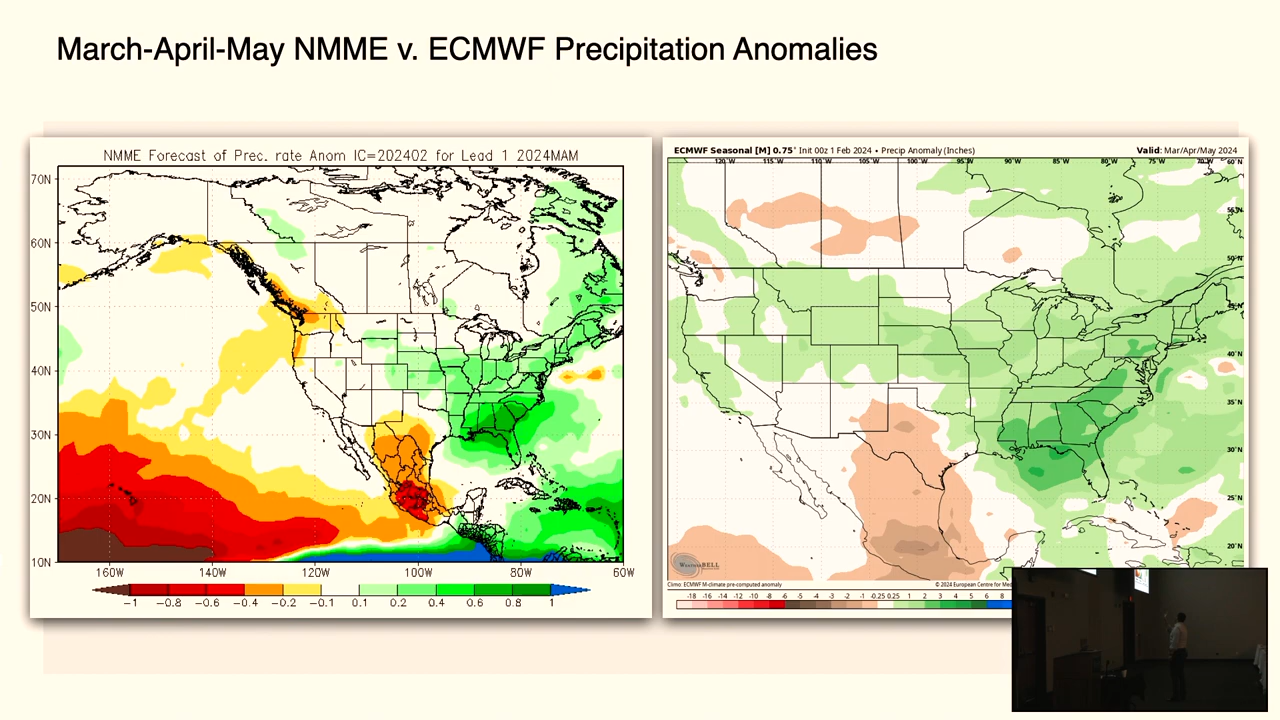 March-April-May NMME v. ECMWF Precipitation Anomalies
NMME Forecast of Prec. rate Anom IC=202402 for Lead 1 2024MAM
70N
60N
50N
40N
30N
20N
10N
160W 140W 120W 100W 80W 60W
-1 -0.8 -0.6 -0.4 -0.2 -0.1 0.1 0.2 0.4 0.6 0.8 1
ECMWF Seasonal [M] 0.75° Init 00z 1 Feb 2024 • Precip Anomaly (Inches) Valid: Mar/Apr/May 2024
120°W 115°W 110°W 105°W 100°W 95°W 90°W 85°W 80°W 75°W 70°W 60°N
55°N
50°N
45°N
40°N
35°N
30°N
25°N
20°N
WeatherBELL
Clima: ECMWF M-climate pre-computed anomaly © 2024 European Centre for Med
-18 -16 -14 -12 -10 -8 -6 -5 -4 -3 -2 -1 -0.25 0.25 1 2 3 4 5 6 8